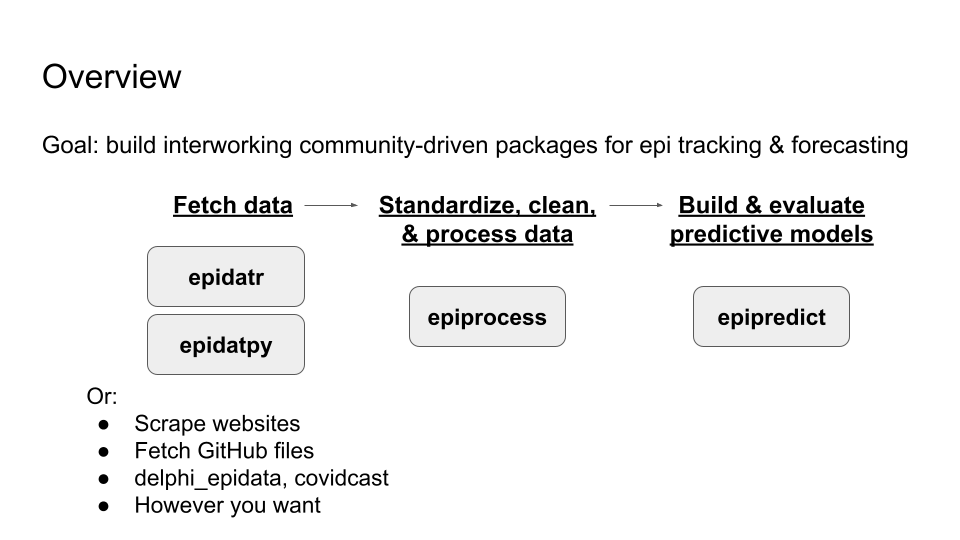 Overview
Goal: build interworking community-driven packages for epi tracking & forecasting
Fetch data
epidatr
epidatpy
Or:
● Scrape websites
● Fetch GitHub files
● delphi_epidata, covidcast
● However you want
Standardize, clean,
& process data
epiprocess
Build & evaluate
predictive models
epipredict